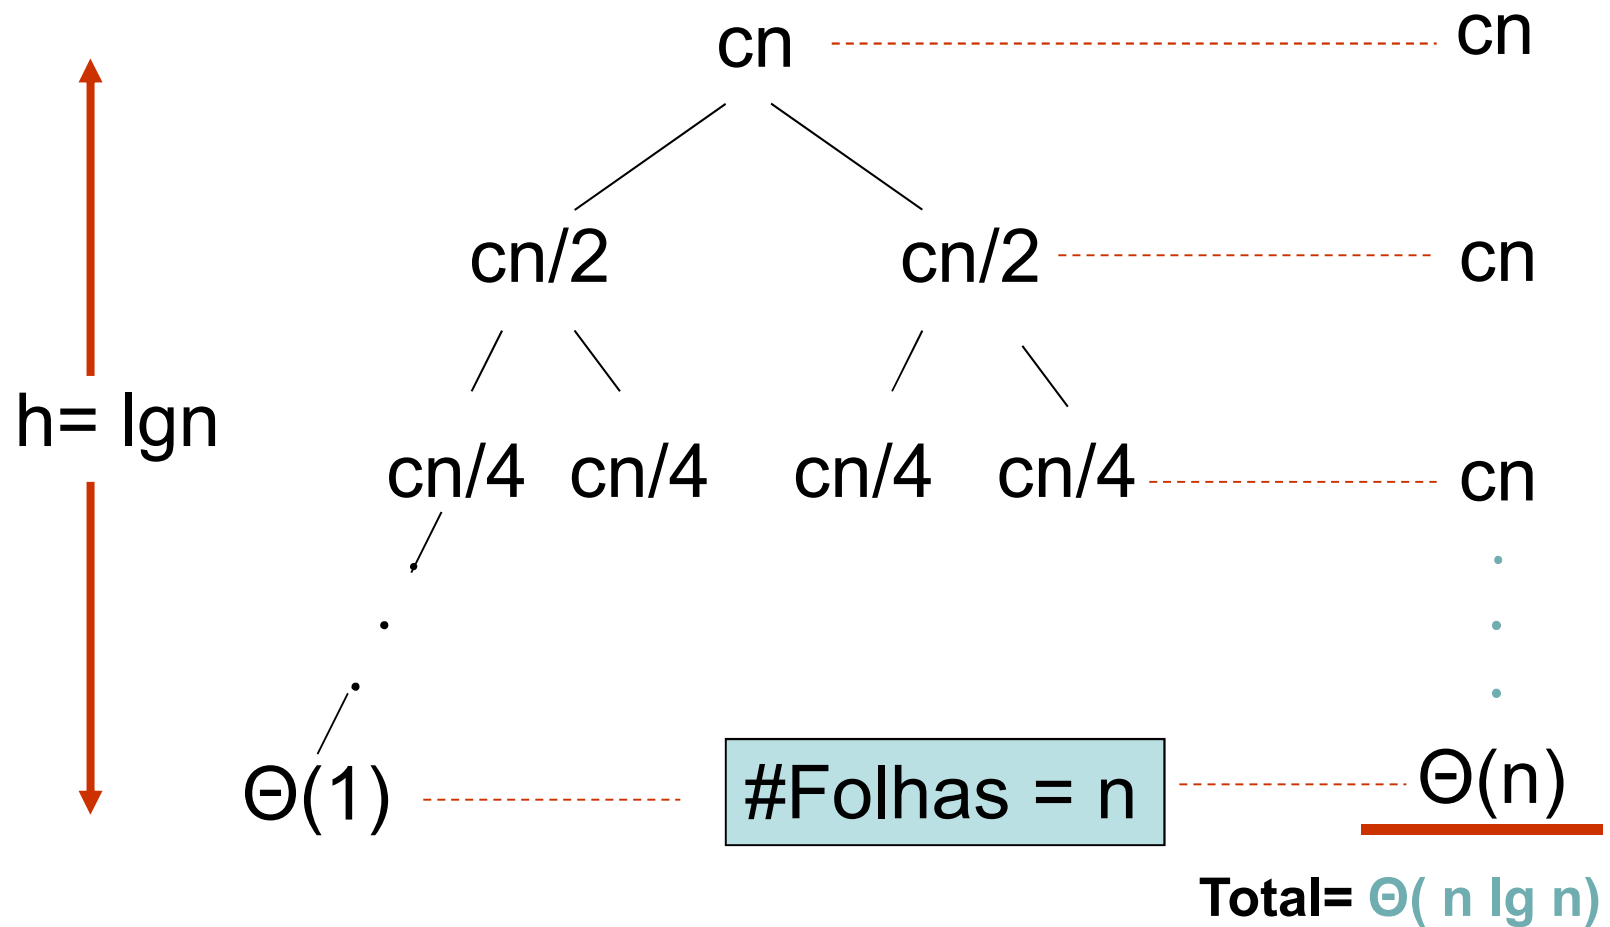 cn cn
cn/2 cn/2 cn
h= lgn
cn/4 cn/4 cn/4 cn/4 cn
Θ(1) #Folhas = n Θ(n)
Total= Θ( n lg n)